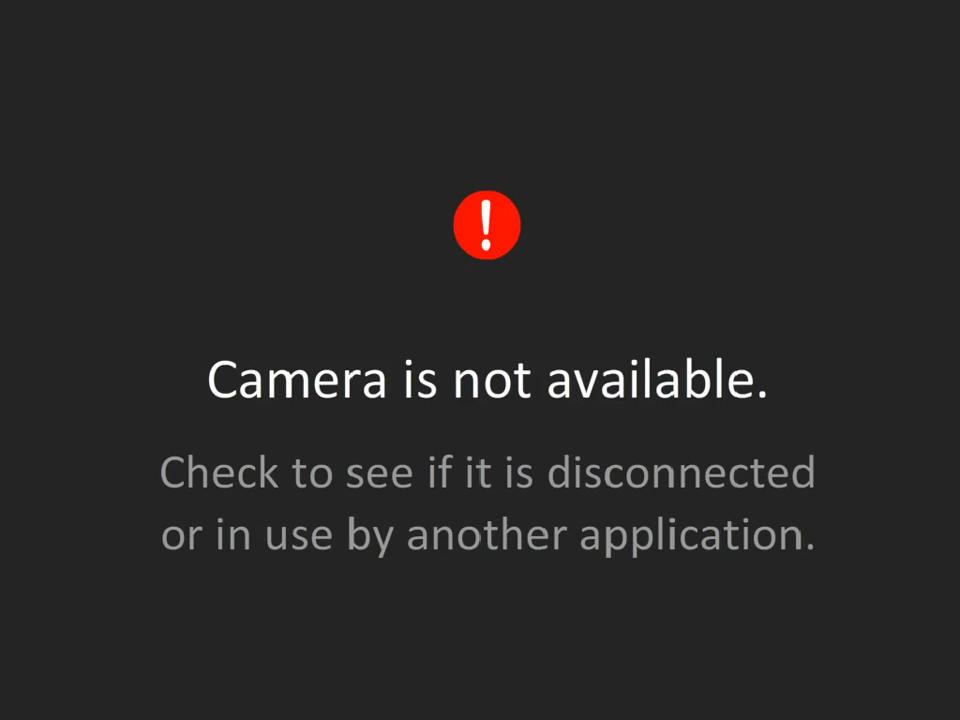 !
Camera is not available.
Check to see if it is disconnected
or in use by another application.